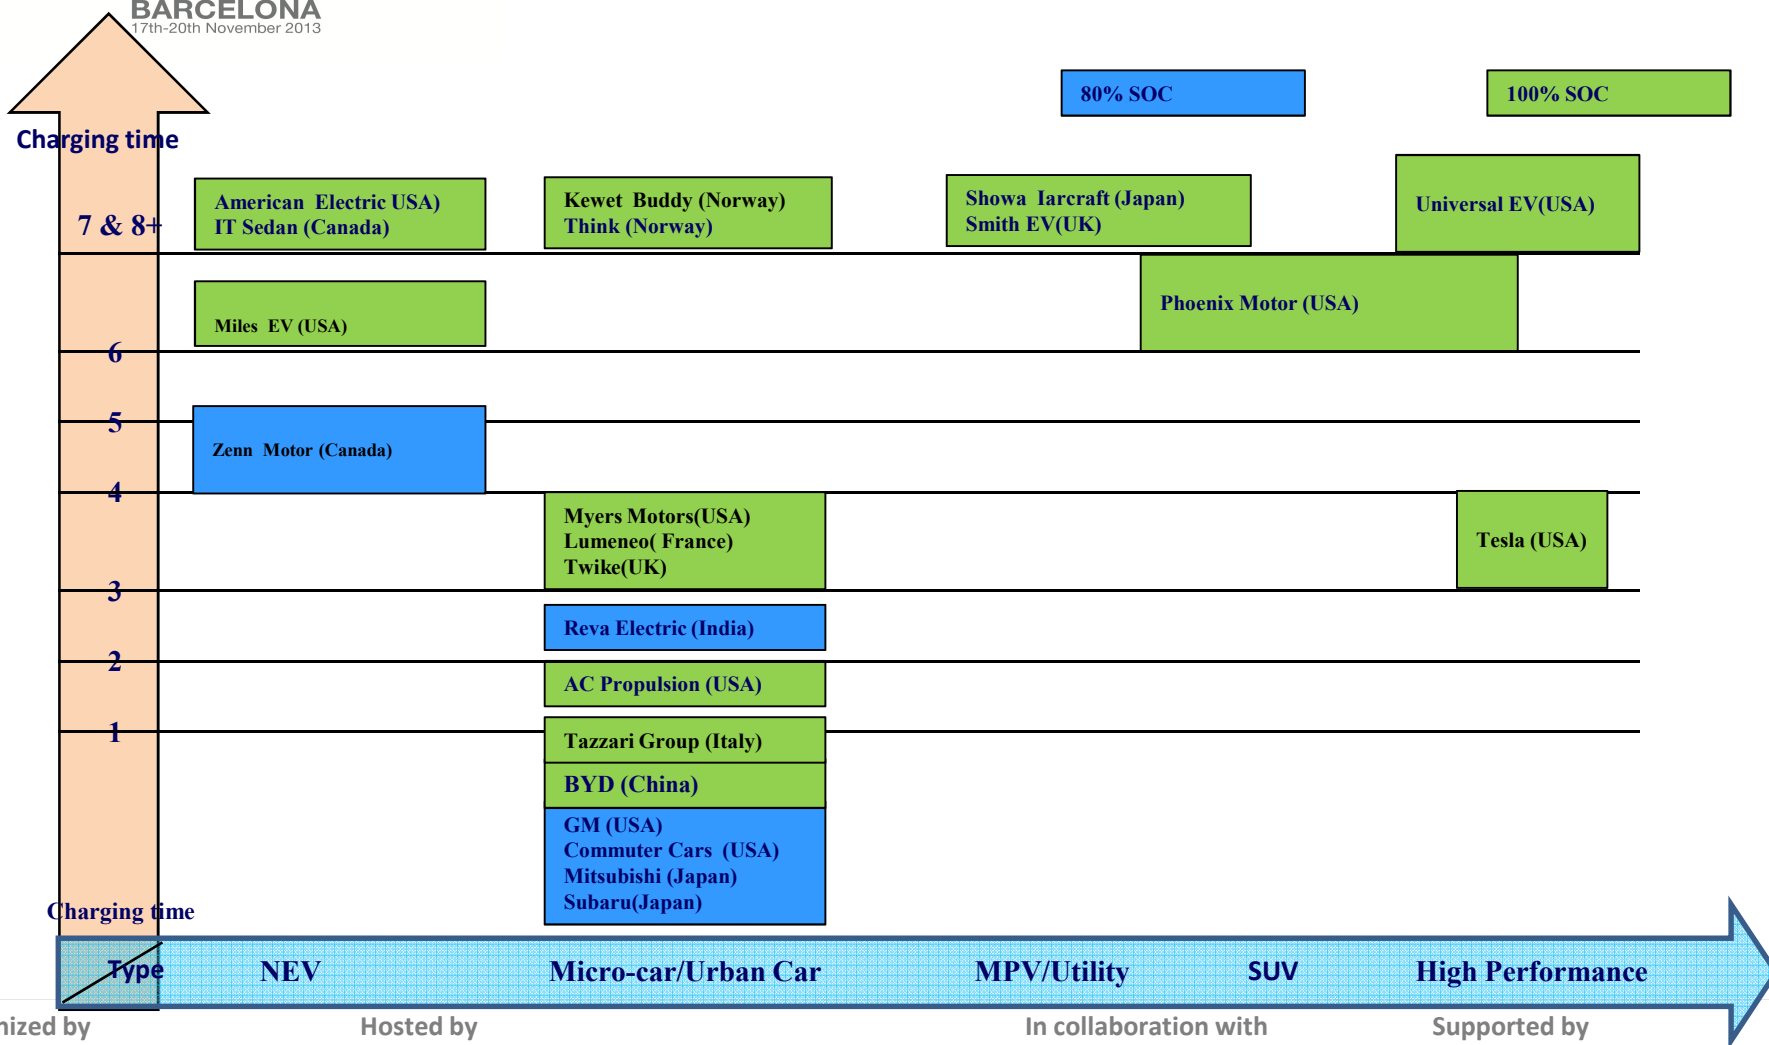 BARCELONA
17th-20th November 2013
80% SOC
100% SOC
Charging time
7 & 8+
American Electric USA)
IT Sedan (Canada)
Kewet Buddy (Norway)
Think (Norway)
Showa Iarcraft (Japan)
Smith EV(UK)
Universal EV(USA)
Phoenix Motor (USA)
Miles EV (USA)
6
5
Zenn Motor (Canada)
4
Myers Motors(USA)
Lumeneo( France)
Twike(UK)
Tesla (USA)
3
Reva Electric (India)
2
AC Propulsion (USA)
1
Tazzari Group (Italy)
BYD (China)
GM (USA)
Commuter Cars (USA)
Mitsubishi (Japan)
Subaru(Japan)
Charging time
Type
NEV
Micro-car/Urban Car
MPV/Utility
SUV
High Performance
nized by
Hosted by
In collaboration with
Supported by